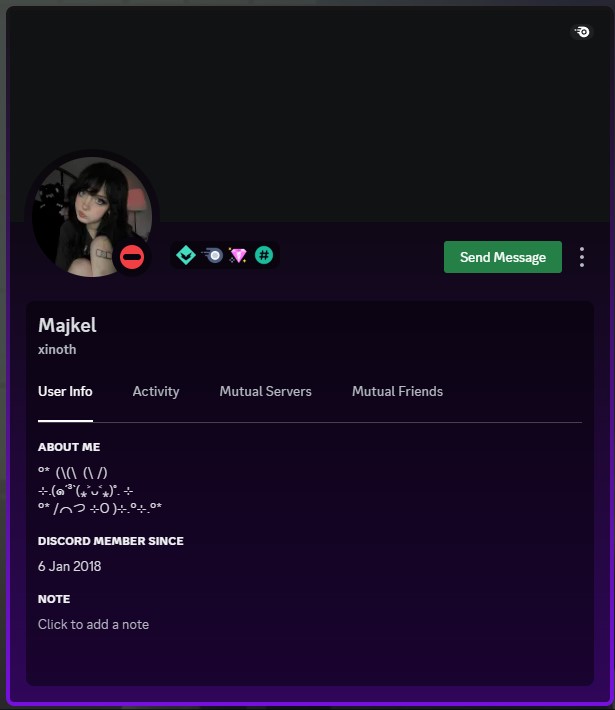 Send Message
Majkel
xinoth
User Info Activity Mutual Servers Mutual Friends
ABOUT ME
º* (\(\ (\ /)
⊹.(๑´³`(⁎˃ᴗ˂⁎)˚. ⊹
º* /⌒つ ⊹O )⊹.º⊹.º*
DISCORD MEMBER SINCE
6 Jan 2018
NOTE
Click to add a note